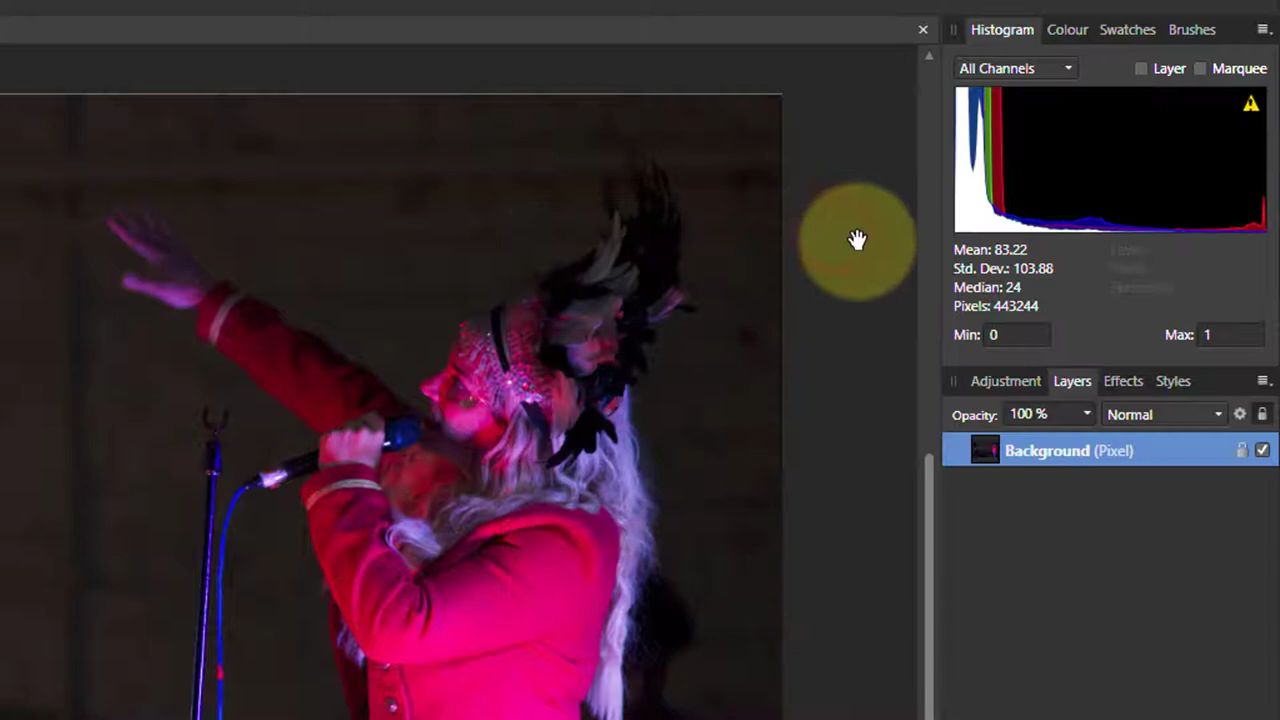 Histogram Colour Swatches Brushes
All Channels Layer Marquee
Mean: 83.22
Std. Dev.: 103.88
Median: 24
Pixels: 443244
Min: 0 Max: 1
Adjustment Layers Effects Styles
Opacity: 100 % Normal
Background (Pixel)